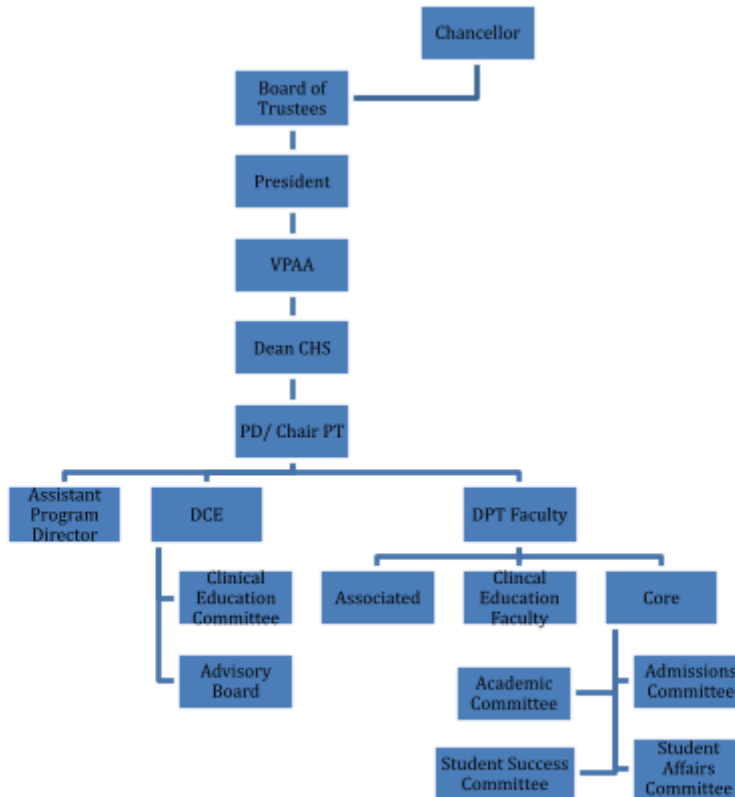 Chancellor
Board of
Trustees
President
VPAA
Dean CHS
PD/ Chair PT
Assistant
Program
Director
DCE
DPT Faculty
Clinical
Education
Committee
Associated
Clincal
Education
Faculty
Core
Advisory
Board
Academic
Committee
Admissions
Committee
Student Success
Committee
Student
Affairs
Committee